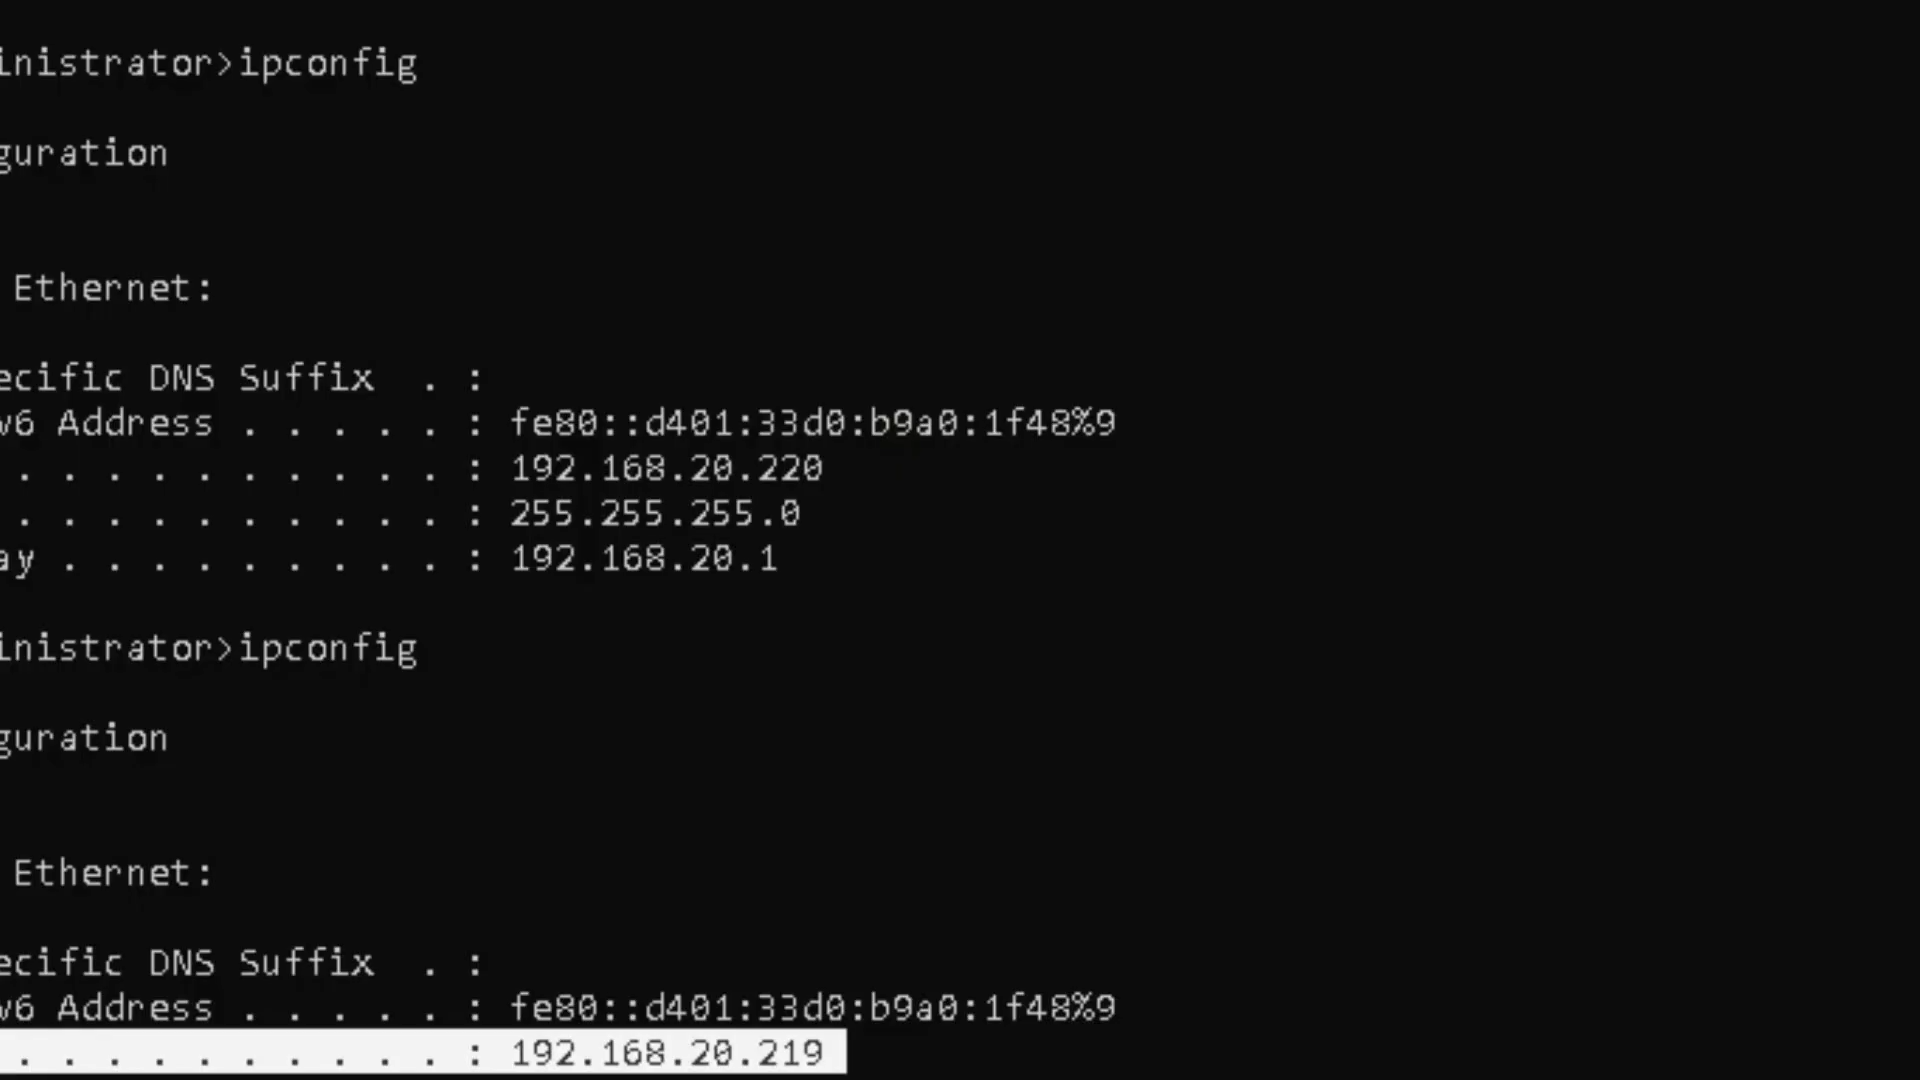 inistrator>ipconfig
guration
Ethernet:
ecific DNS Suffix  . :
v6 Address . . . . . : fe80::d401:33d0:b9a0:1f48%9
. . . . . . . . . . : 192.168.20.220
. . . . . . . . . . : 255.255.255.0
ay . . . . . . . . . : 192.168.20.1
inistrator>ipconfig
guration
Ethernet:
ecific DNS Suffix  . :
v6 Address . . . . . : fe80::d401:33d0:b9a0:1f48%9
. . . . . . . . . . : 192.168.20.219